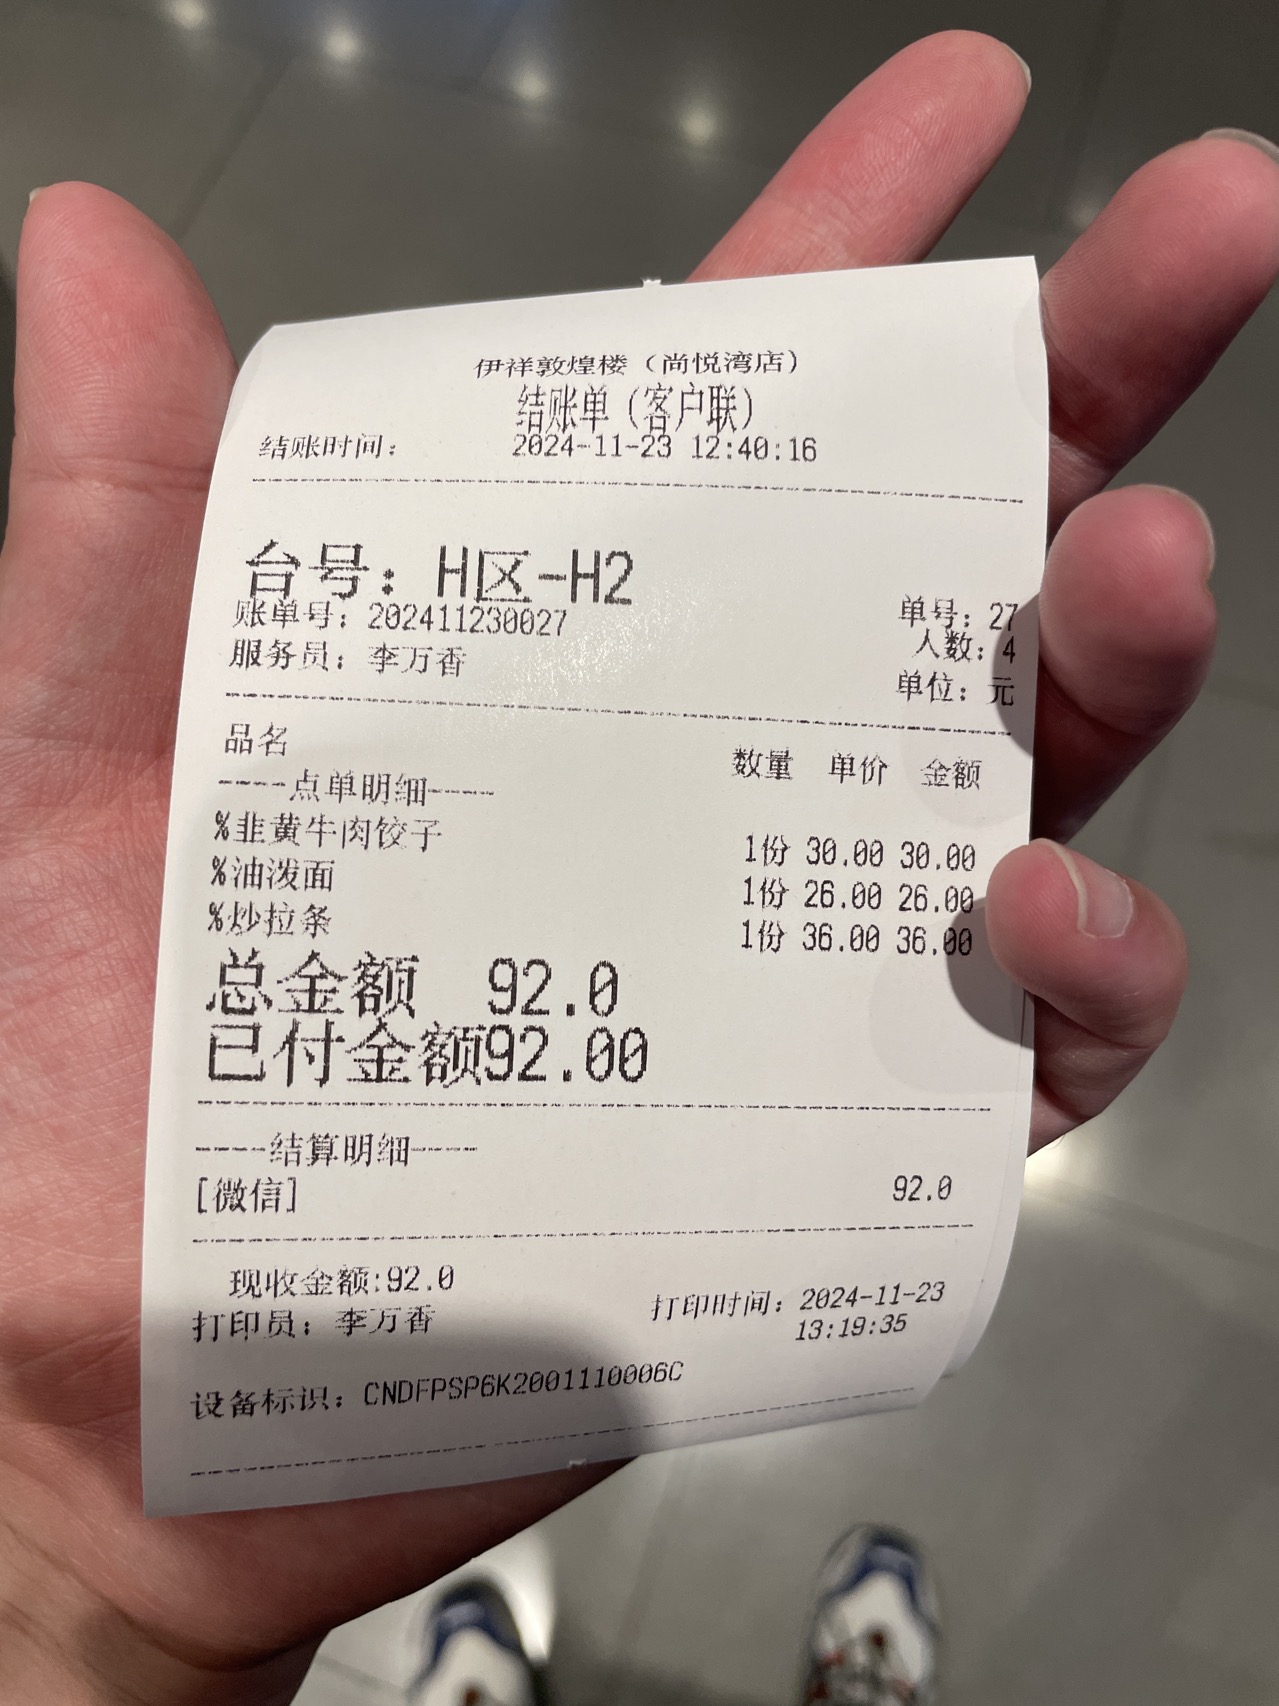 伊祥敦煌楼（尚悦湾店）
结账单（客户联）
结账时间： 2024-11-23 12:40:16
台号：H区-H2
账单号：202411230027 单号：27
服务员：李万香 人数：4
单位：元
品名 数量 单价 金额
----点单明细----
%韭黄牛肉饺子 1份 30.00 30.00
%油泼面 1份 26.00 26.00
%炒拉条 1份 36.00 36.00
总金额 92.0
已付金额92.00
----结算明细----
[微信] 92.0
现收金额:92.0
打印员：李万香 打印时间：2024-11-23
13:19:35
设备标识：CNDFPSP6K2001110006C